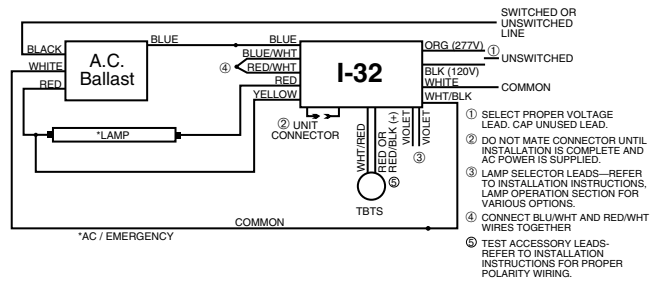 SWITCHED OR
UNSWITCHED
LINE
BLACK
WHITE
RED
A.C.
Ballast
BLUE
BLUE
BLUE/WHT
④ RED/WHT
RED
YELLOW
I-32
ORG (277V)
①
UNSWITCHED
BLK (120V)
WHITE
COMMON
WHT/BLK
*LAMP
② UNIT
CONNECTOR
WHT/RED
RED OR
RED/BLK (+)
VIOLET
VIOLET
③
⑤
TBTS
COMMON
*AC / EMERGENCY
① SELECT PROPER VOLTAGE
LEAD. CAP UNUSED LEAD.
② DO NOT MATE CONNECTOR UNTIL
INSTALLATION IS COMPLETE AND
AC POWER IS SUPPLIED.
③ LAMP SELECTOR LEADS—REFER
TO INSTALLATION INSTRUCTIONS,
LAMP OPERATION SECTION FOR
VARIOUS OPTIONS.
④ CONNECT BLU/WHT AND RED/WHT
WIRES TOGETHER
⑤ TEST ACCESSORY LEADS-
REFER TO INSTALLATION
INSTRUCTIONS FOR PROPER
POLARITY WIRING.